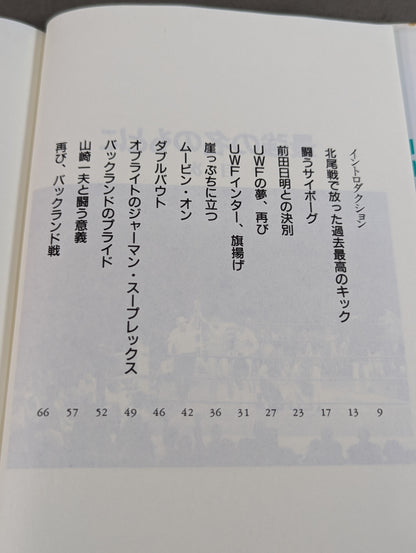 イントロダクション 9
北尾戦で放った過去最高のキック 13
闘うサイボーグ 17
前田日明との決別 23
UWFの夢、再び 27
UWFインター、旗揚げ 31
崖っぷちに立つ 36
ムービン・オン 42
ダブルバウト 46
オブライトのジャーマン・スープレックス 49
バックランドのプライド 52
山崎一夫と闘う意義 57
再び、バックランド戦 66